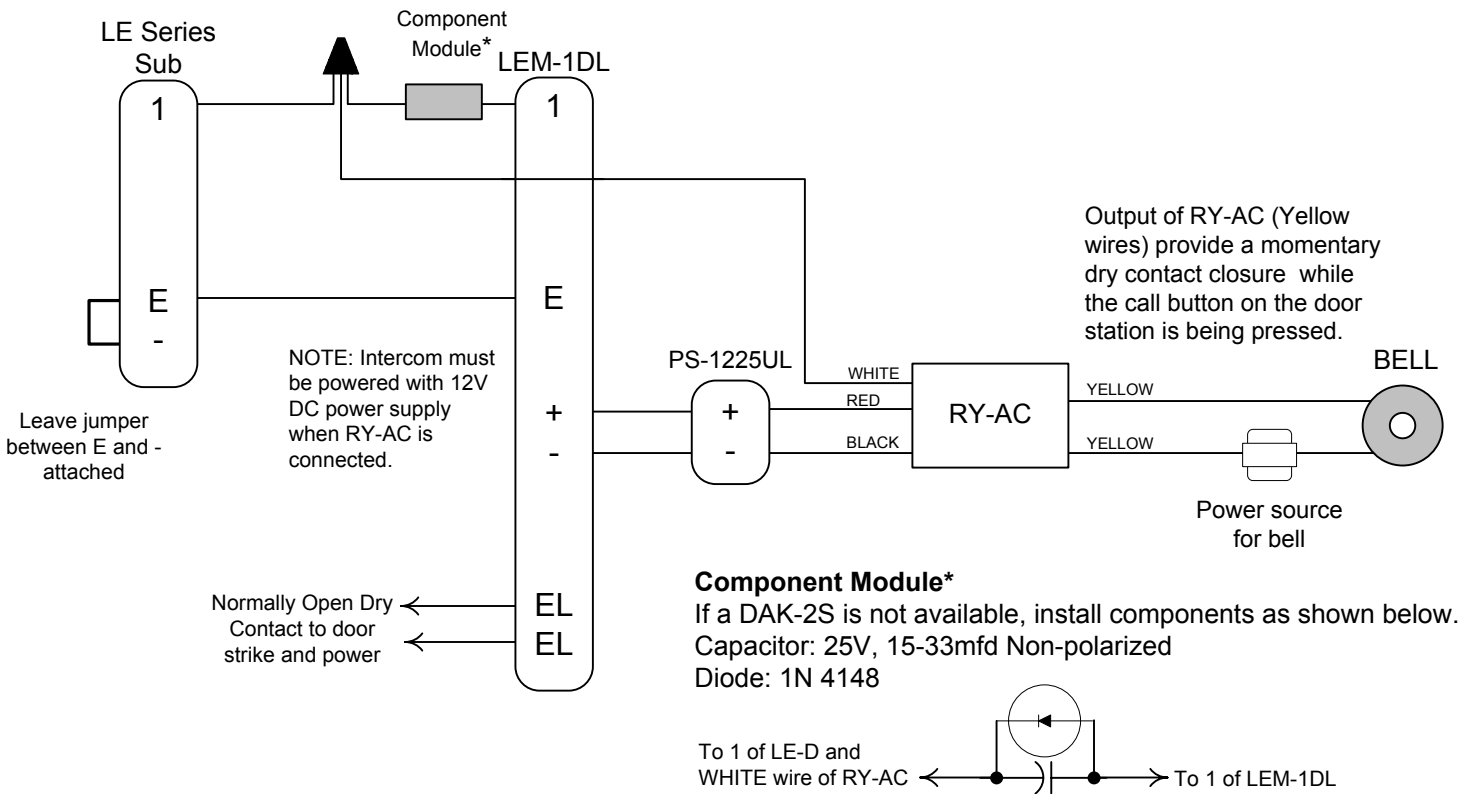 LE Series
Sub
1
E
-
Leave jumper
between E and -
attached
Component
Module*
LEM-1DL
1
E
+
-
EL
EL
NOTE: Intercom must
be powered with 12V
DC power supply
when RY-AC is
connected.
Normally Open Dry
Contact to door
strike and power
PS-1225UL
+
-
WHITE
RED
BLACK
RY-AC
YELLOW
YELLOW
Output of RY-AC (Yellow
wires) provide a momentary
dry contact closure while
the call button on the door
station is being pressed.
BELL
Power source
for bell
Component Module*
If a DAK-2S is not available, install components as shown below.
Capacitor: 25V, 15-33mfd Non-polarized
Diode: 1N 4148
To 1 of LE-D and
WHITE wire of RY-AC
To 1 of LEM-1DL